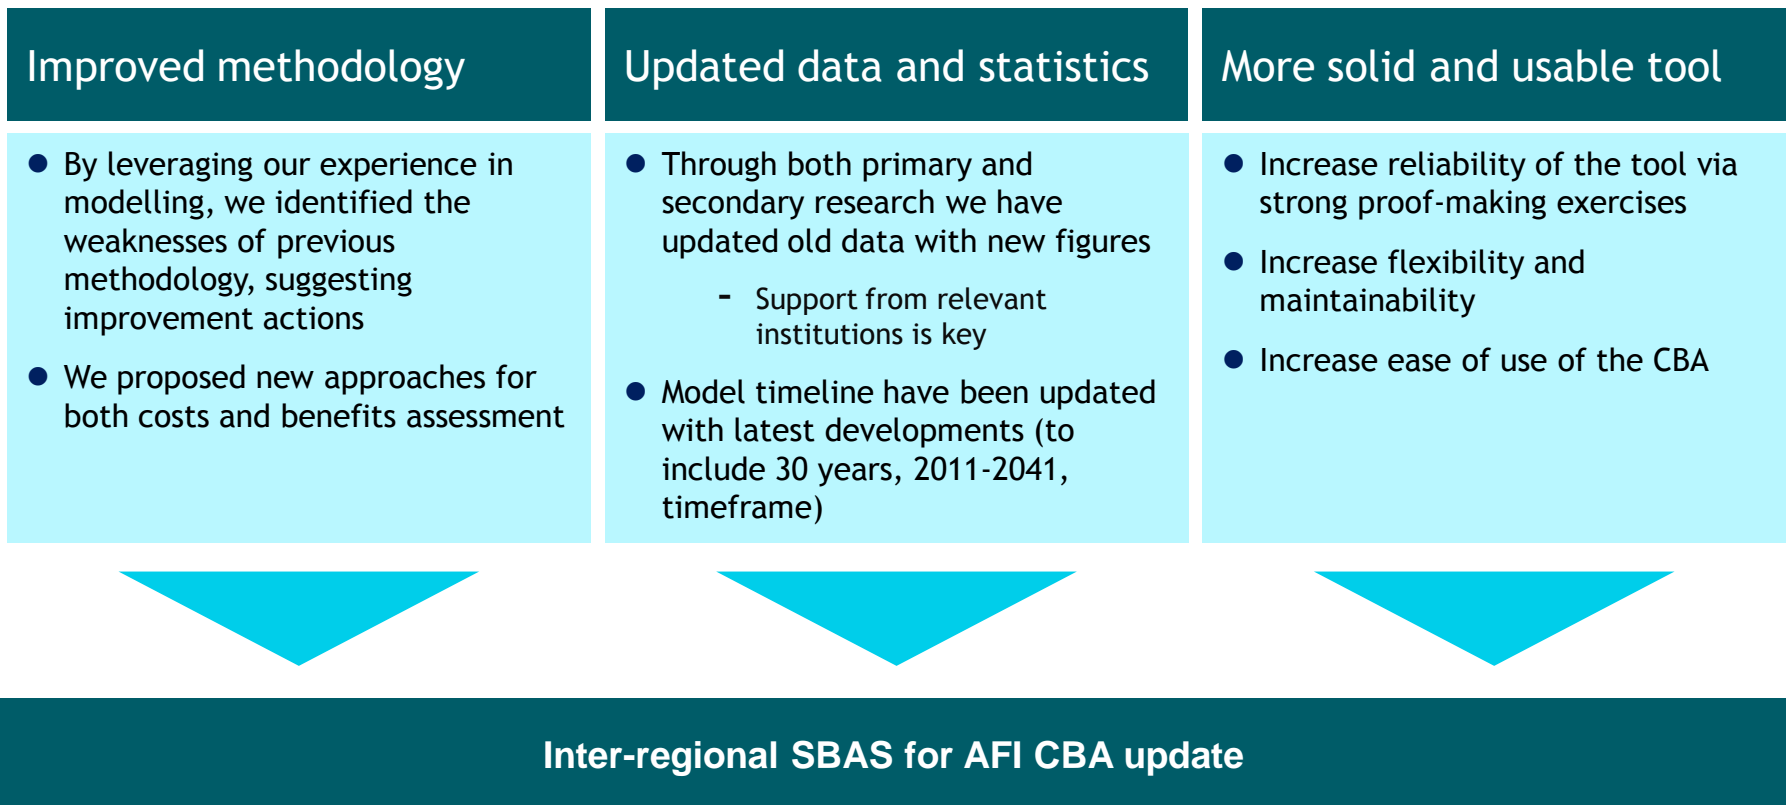 Improved methodology
● By leveraging our experience in
modelling, we identified the
weaknesses of previous
methodology, suggesting
improvement actions
● We proposed new approaches for
both costs and benefits assessment
Updated data and statistics
● Through both primary and
secondary research we have
updated old data with new figures
- Support from relevant
institutions is key
● Model timeline have been updated
with latest developments (to
include 30 years, 2011-2041,
timeframe)
More solid and usable tool
● Increase reliability of the tool via
strong proof-making exercises
● Increase flexibility and
maintainability
● Increase ease of use of the CBA
Inter-regional SBAS for AFI CBA update